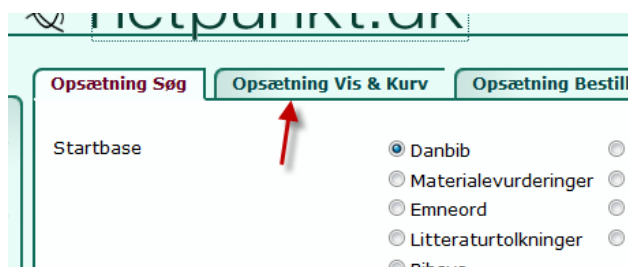 netpunkt.dk
Opsætning Søg Opsætning Vis & Kurv Opsætning Bestill
Startbase Danbib
Materialevurderinger
Emneord
Litteraturtolkninger